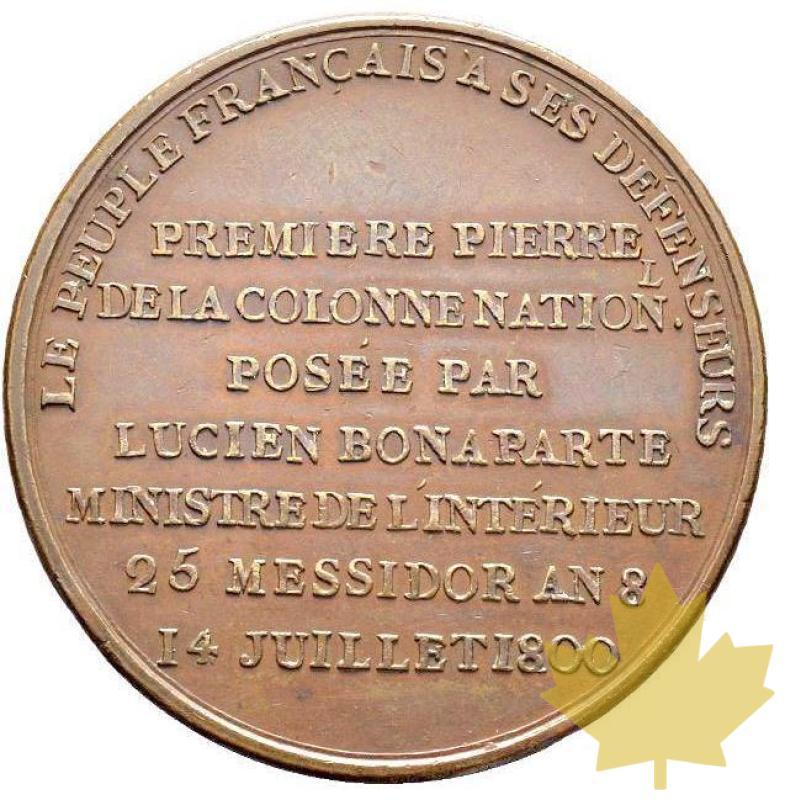 LE PEUPLE FRANÇAIS À SES DÉFENSEURS
PREMIERE PIERRE
DE LA COLONNE NATION.L
POSÉE PAR
LUCIEN BONAPARTE
MINISTRE DE L'INTÉRIEUR
25 MESSIDOR AN 8
14 JUILLET 1800